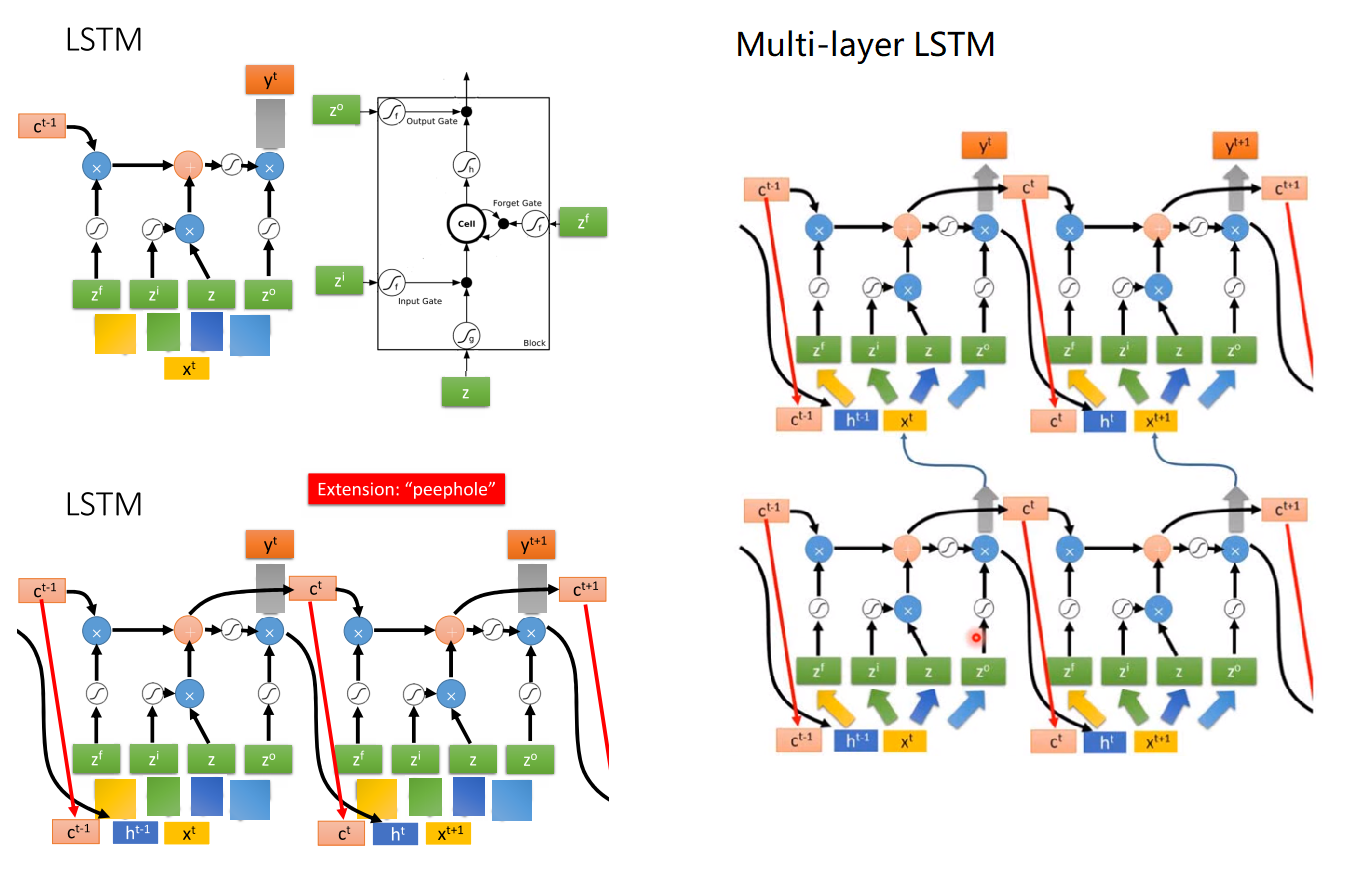 LSTM
y^t
c^{t-1}
×
+
×
×
z^f
z^i
z
z^o
x^t
z^o
f
Output Gate
h
Forget Gate
Cell
f
z^f
z^i
f
Input Gate
g
Block
z
LSTM
Extension: “peephole”
y^t
y^{t+1}
c^{t-1}
c^t
c^{t+1}
×
+
×
×
+
×
×
×
z^f
z^i
z
z^o
z^f
z^i
z
z^o
c^{t-1}
h^{t-1}
x^t
c^t
h^t
x^{t+1}
Multi-layer LSTM
y^t
y^{t+1}
c^{t-1}
c^t
c^{t+1}
×
+
×
×
+
×
×
×
z^f
z^i
z
z^o
z^f
z^i
z
z^o
c^{t-1}
h^{t-1}
x^t
c^t
h^t
x^{t+1}
c^{t-1}
c^t
c^{t+1}
×
+
×
×
+
×
×
×
z^f
z^i
z
z^o
z^f
z^i
z
z^o
c^{t-1}
h^{t-1}
x^t
c^t
h^t
x^{t+1}